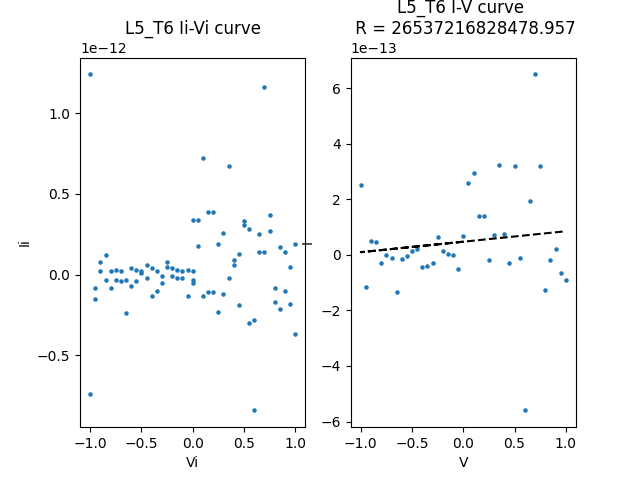 L5_T6 Ii-Vi curve
L5_T6 I-V curve
R = 26537216828478.957
1e−12
1e−13
1.0
0.5
0.0
−0.5
Ii
−1.0 −0.5 0.0 0.5 1.0
Vi
6
4
2
0
−2
−4
−6
I
−1.0 −0.5 0.0 0.5 1.0
V